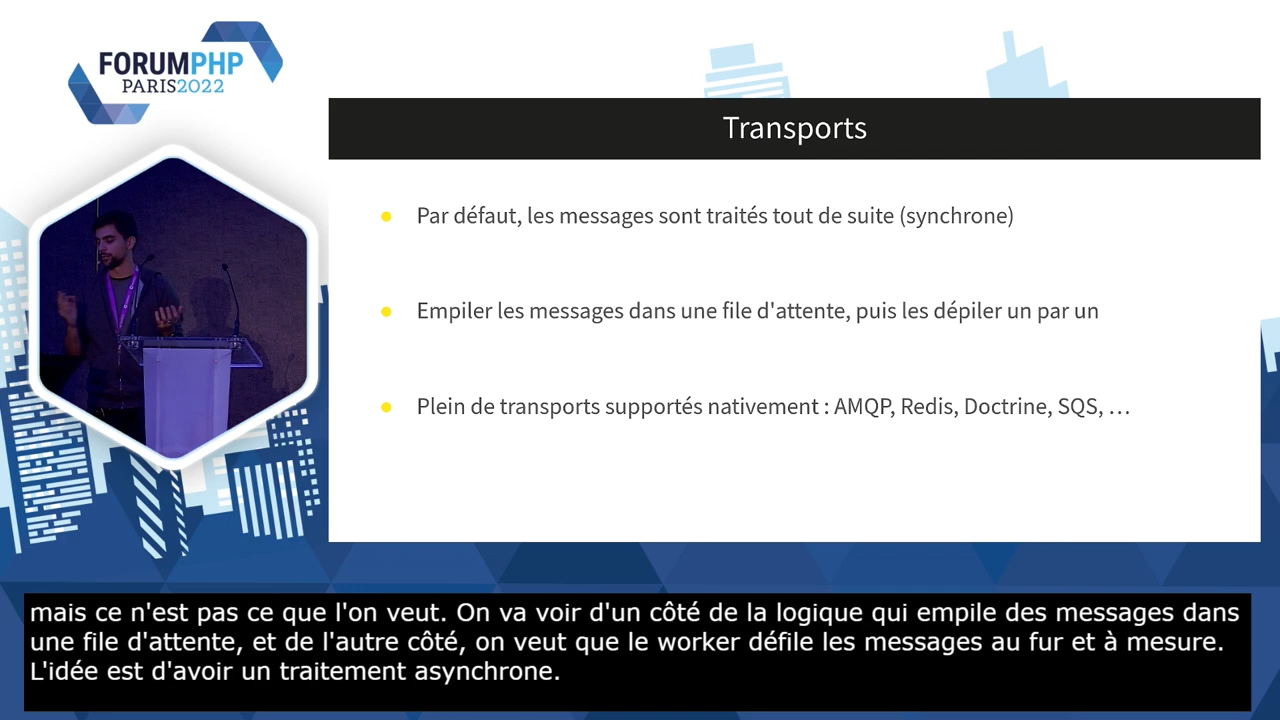 FORUMPHP
PARIS2022
Transports
Par défaut, les messages sont traités tout de suite (synchrone)
Empiler les messages dans une file d'attente, puis les dépiler un par un
Plein de transports supportés nativement : AMQP, Redis, Doctrine, SQS, …
mais ce n'est pas ce que l'on veut. On va voir d'un côté de la logique qui empile des messages dans
une file d'attente, et de l'autre côté, on veut que le worker défile les messages au fur et à mesure.
L'idée est d'avoir un traitement asynchrone.